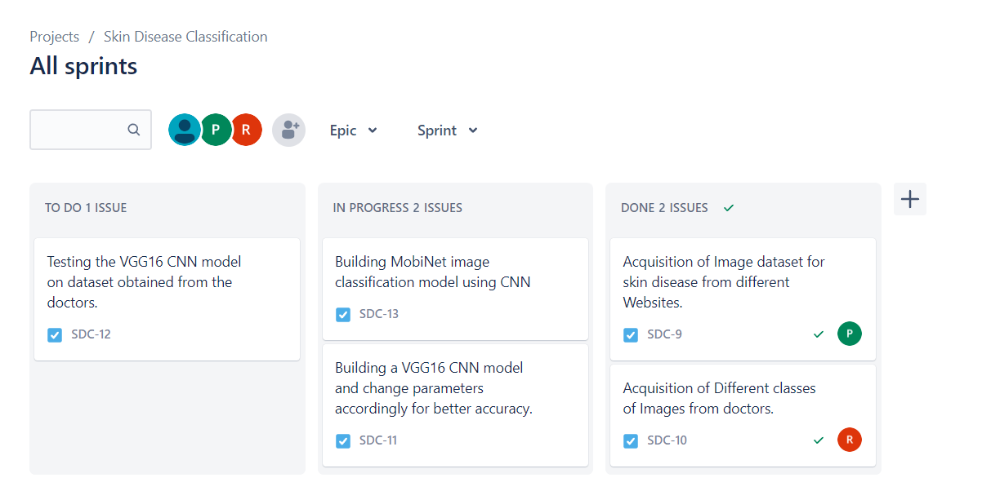 Projects / Skin Disease Classification
All sprints
P R Epic Sprint
TO DO 1 ISSUE
Testing the VGG16 CNN model
on dataset obtained from the
doctors.
SDC-12
IN PROGRESS 2 ISSUES
Building MobiNet image
classification model using CNN
SDC-13
Building a VGG16 CNN model
and change parameters
accordingly for better accuracy.
SDC-11
DONE 2 ISSUES
Acquisition of Image dataset for
skin disease from different
Websites.
SDC-9 P
Acquisition of Different classes
of Images from doctors.
SDC-10 R